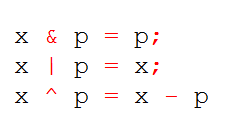 x & p = p;
x | p = x;
x ^ p = x - p